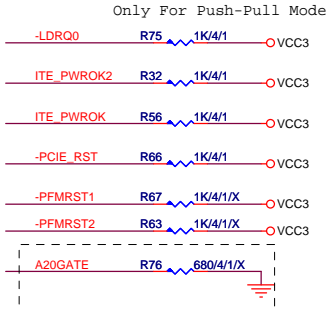 Only For Push-Pull Mode
-LDRQ0 R75 1K/4/1 VCC3
ITE_PWROK2 R32 1K/4/1 VCC3
ITE_PWROK R56 1K/4/1 VCC3
-PCIE_RST R66 1K/4/1 VCC3
-PFMRST1 R67 1K/4/1/X VCC3
-PFMRST2 R63 1K/4/1/X VCC3
A20GATE R76 680/4/1/X